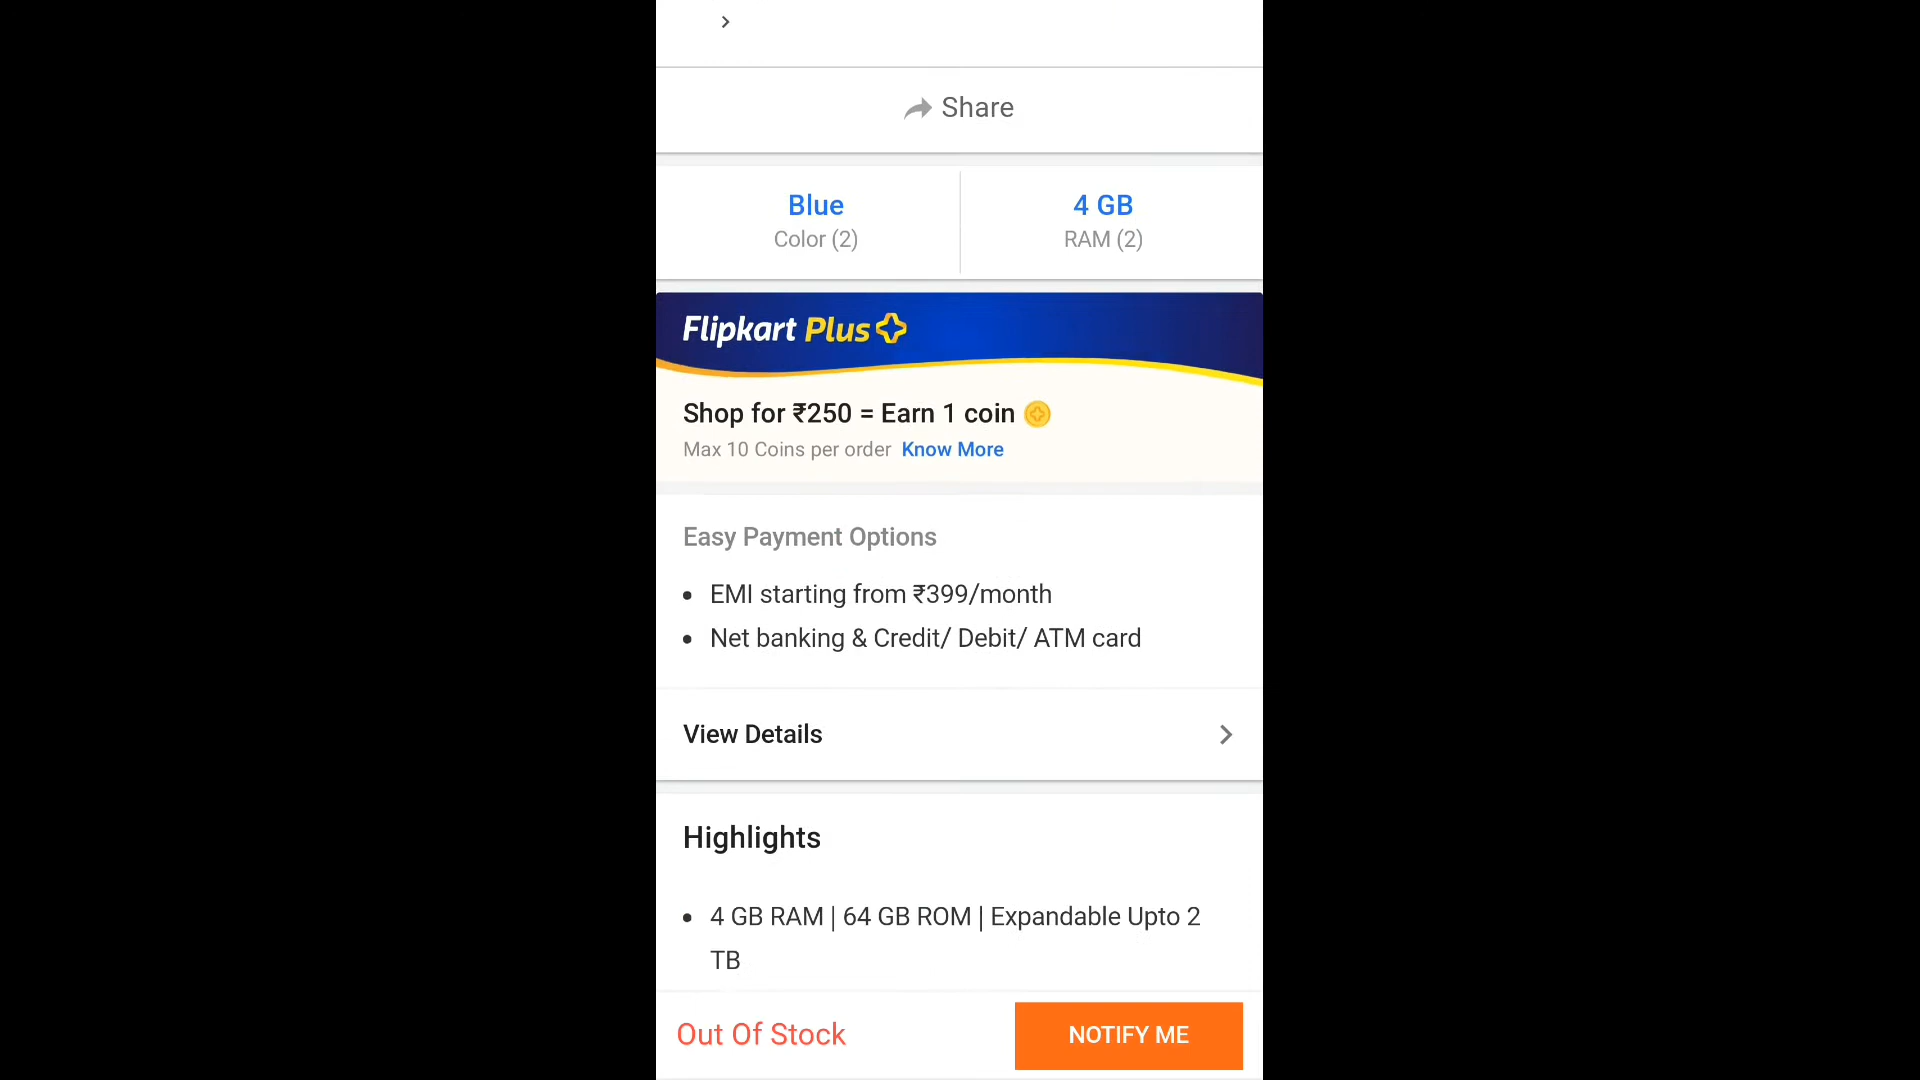 Share
Blue
4 GB
Color (2)
RAM (2)
Flipkart Plus
Shop for ₹250 = Earn 1 coin
Max 10 Coins per order Know More
Easy Payment Options
• EMI starting from ₹399/month
• Net banking & Credit/ Debit/ ATM card
View Details
Highlights
• 4 GB RAM | 64 GB ROM | Expandable Upto 2
TB
Out Of Stock
NOTIFY ME